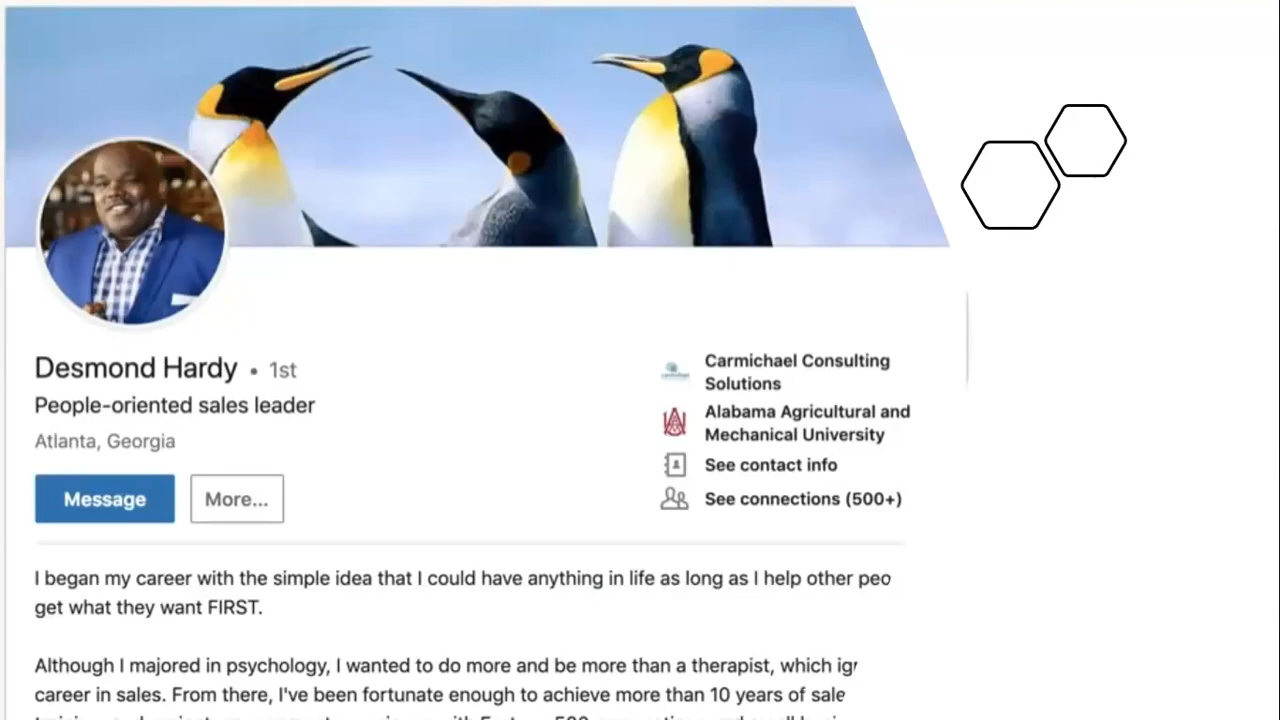 Desmond Hardy • 1st
People-oriented sales leader
Atlanta, Georgia
Message
More...
Carmichael Consulting
Solutions
Alabama Agricultural and
Mechanical University
See contact info
See connections (500+)
I began my career with the simple idea that I could have anything in life as long as I help other peo
get what they want FIRST.
Although I majored in psychology, I wanted to do more and be more than a therapist, which ig
career in sales. From there, I've been fortunate enough to achieve more than 10 years of sale